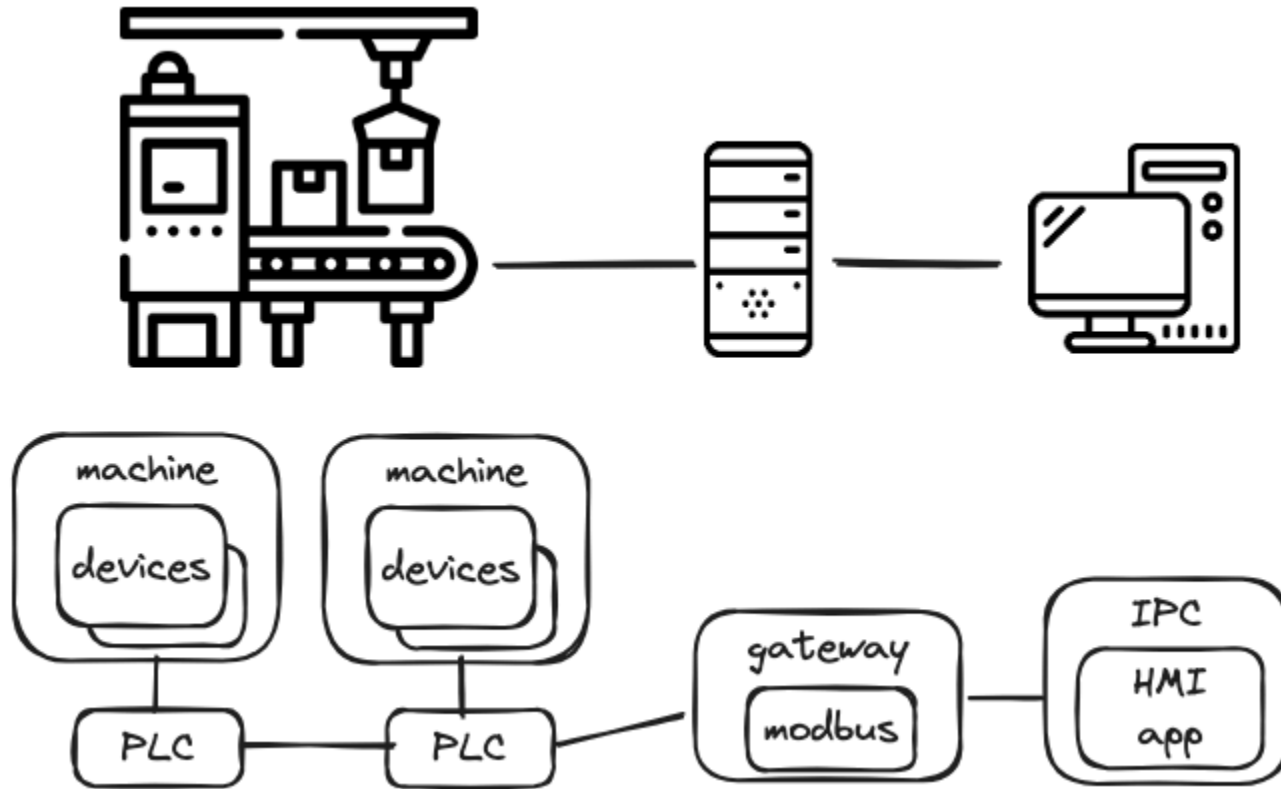 machine
devices
machine
devices
PLC
PLC
gateway
modbus
IPC
HMI
app